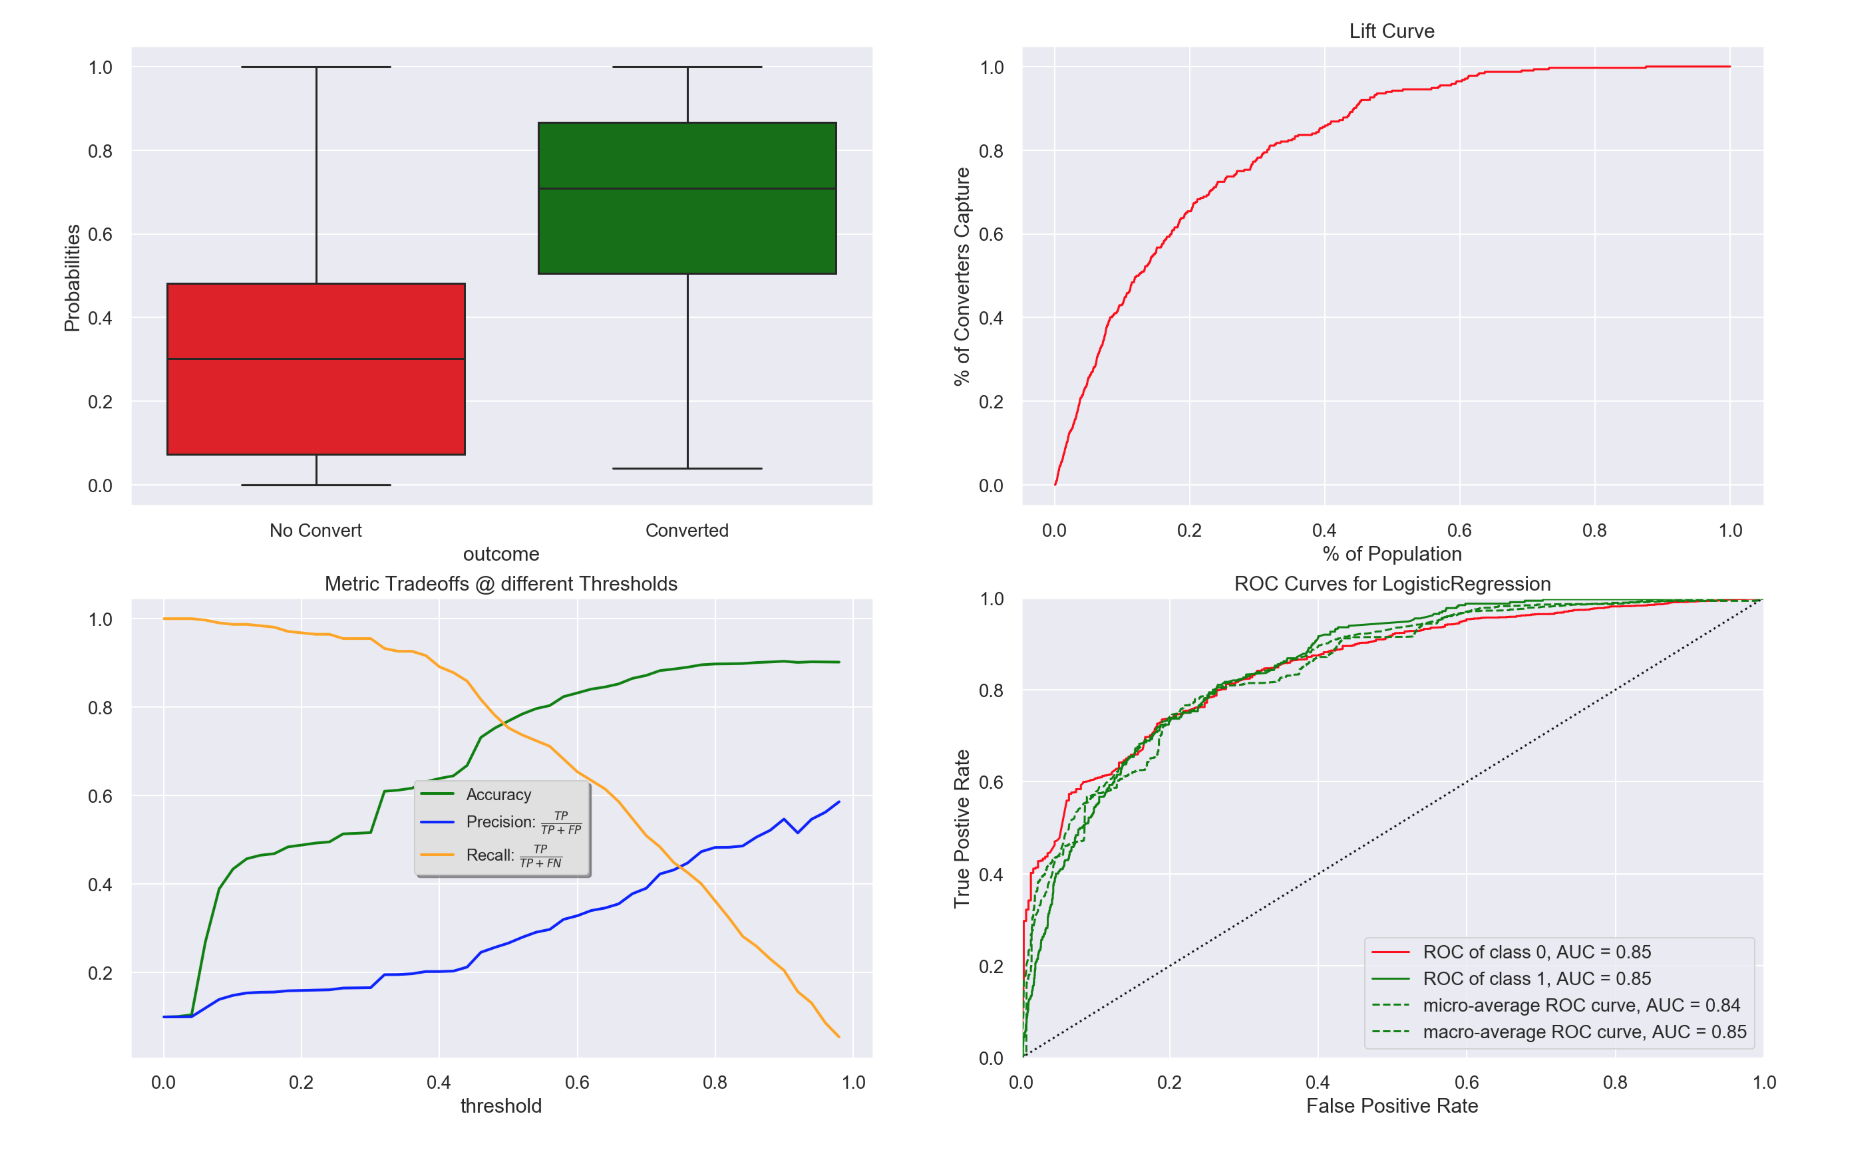 1.0
0.8
0.6
0.4
0.2
0.0
Probabilities
No Convert
Converted
outcome
Lift Curve
1.0
0.8
0.6
0.4
0.2
0.0
% of Converters Capture
0.0 0.2 0.4 0.6 0.8 1.0
% of Population
Metric Tradeoffs @ different Thresholds
1.0
0.8
0.6
0.4
0.2
Accuracy
Precision: TP/TP + FP
Recall: TP/TP + FN
0.0 0.2 0.4 0.6 0.8 1.0
threshold
ROC Curves for LogisticRegression
1.0
0.8
0.6
0.4
0.2
0.0
True Postive Rate
ROC of class 0, AUC = 0.85
ROC of class 1, AUC = 0.85
micro-average ROC curve, AUC = 0.84
macro-average ROC curve, AUC = 0.85
0.0 0.2 0.4 0.6 0.8 1.0
False Positive Rate